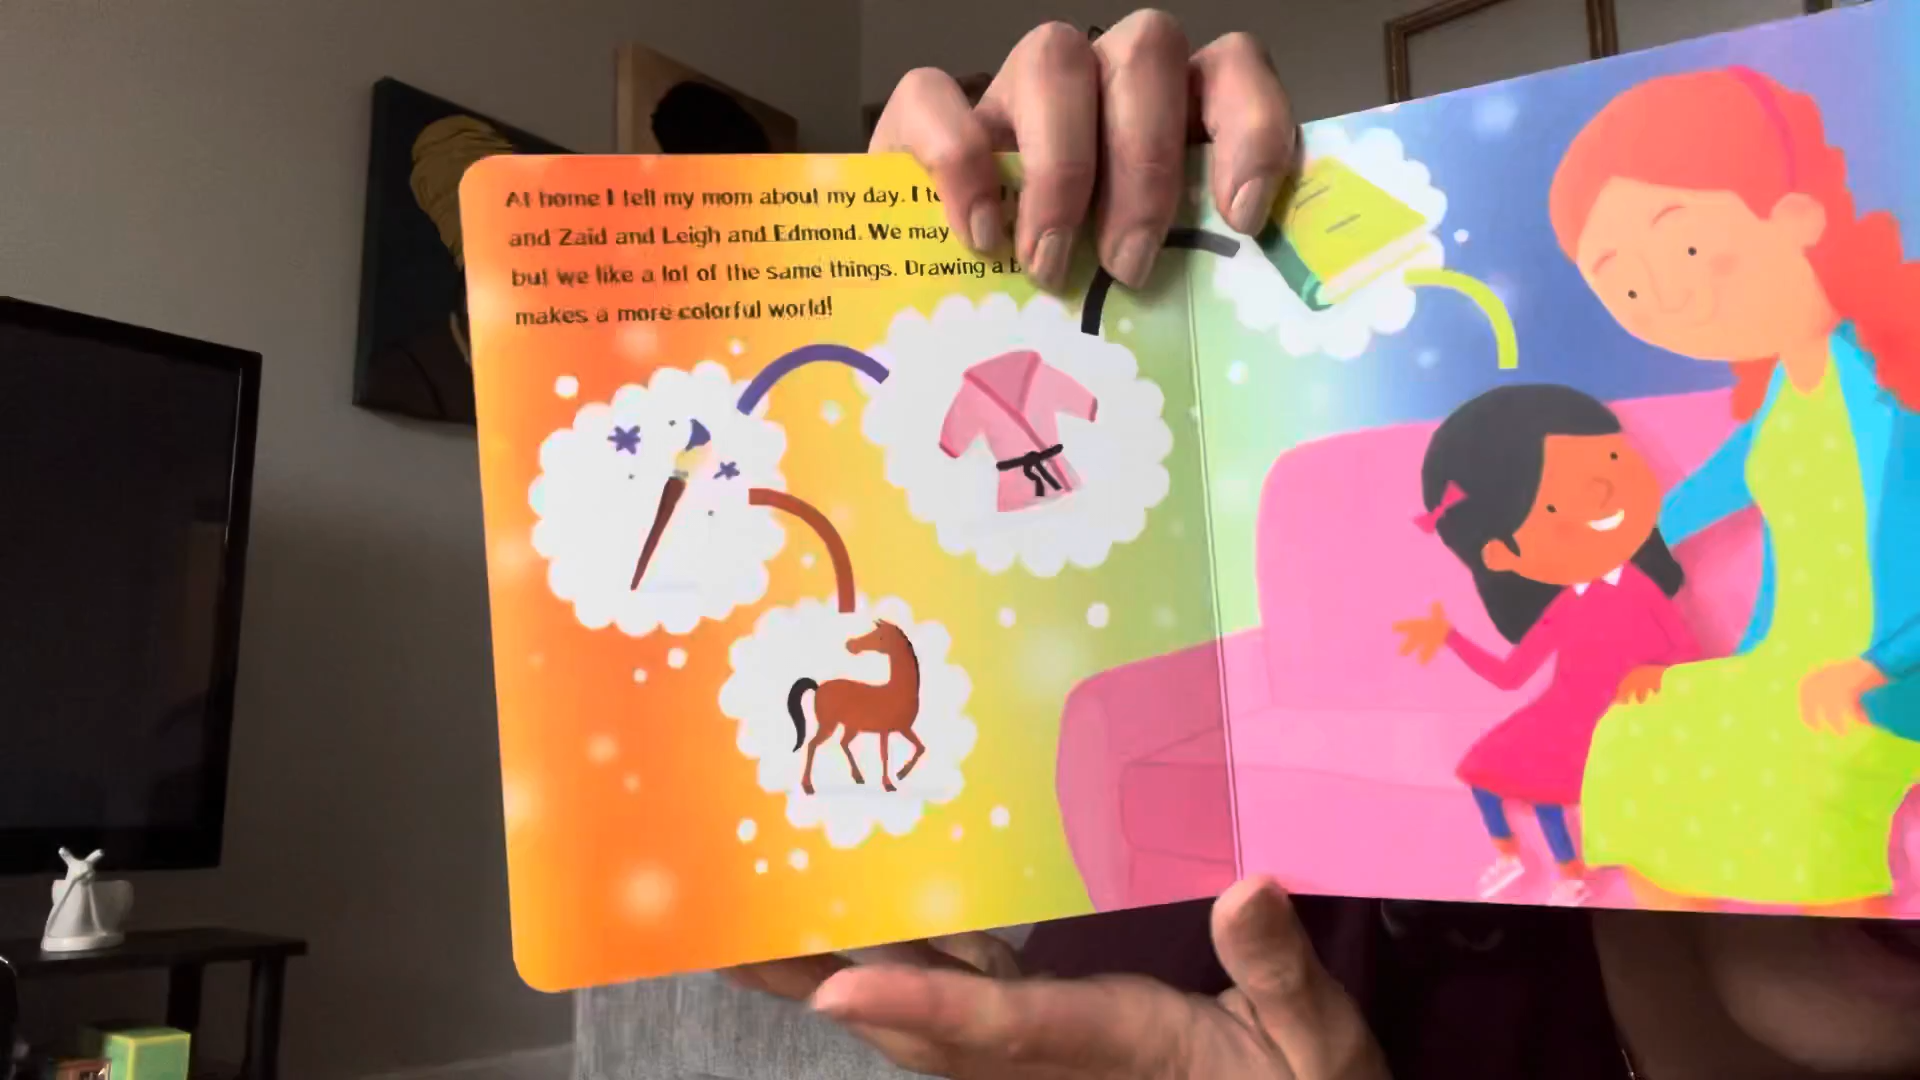 At home I tell my mom about my day. I
and Zaid and Leigh and Edmond. We may
but we like a lot of the same things. Drawing a
makes a more colorful world!